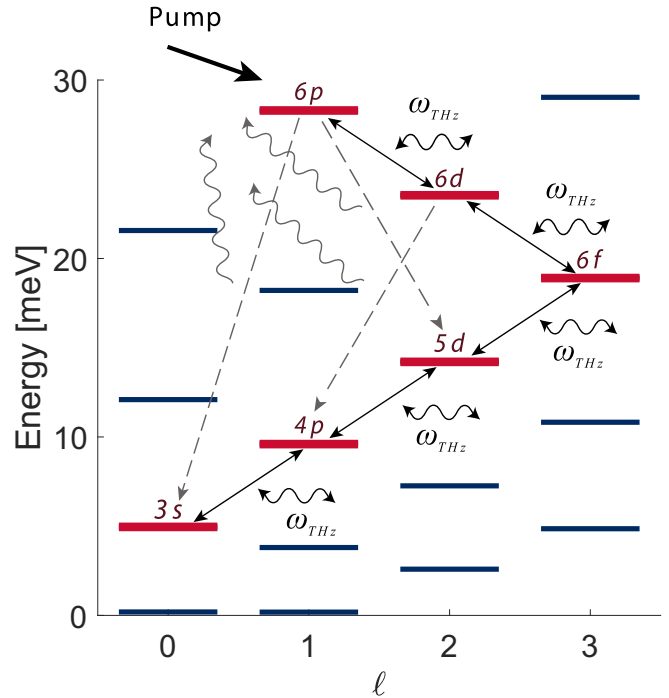 Pump
30
6p
ω_THz
6d
ω_THz
6f
20
5d
ω_THz
ω_THz
4p
10
3s
ω_THz
0
Energy [meV]
0 1 2 3
ℓ